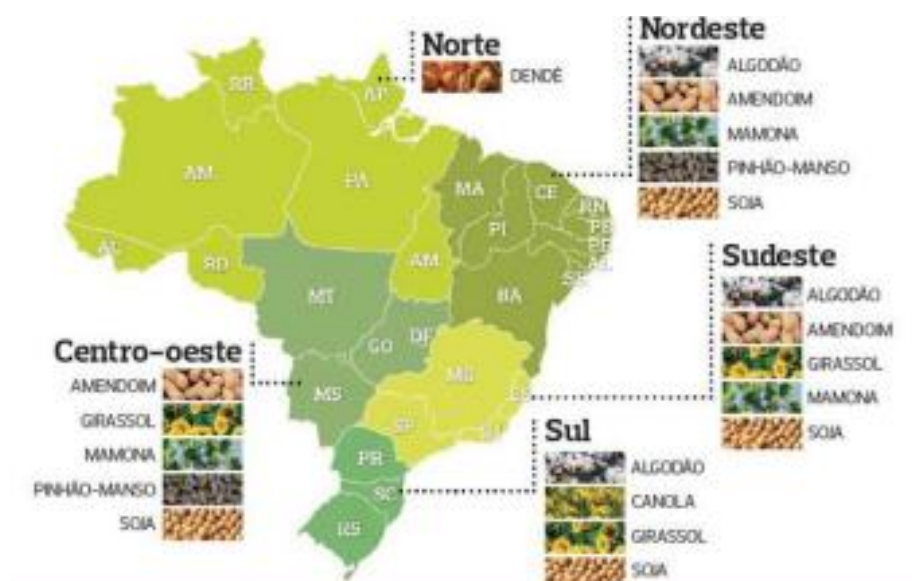 Norte
DENDÊ
Nordeste
ALGODÃO
AMENDOIM
MAMONA
PINHÃO-MANSO
SOJA
Sudeste
ALGODÃO
AMENDOIM
GIRASSOL
MAMONA
SOJA
Centro-oeste
AMENDOIM
GIRASSOL
MAMONA
PINHÃO-MANSO
SOJA
Sul
ALGODÃO
CANOLA
GIRASSOL
SOJA
RR
AP
AM
PA
MA
CE
RN
PI
PB
PE
AL
AC
RO
AM
SE
MT
BA
GO
DF
MS
MG
ES
SP
RJ
PR
SC
RS